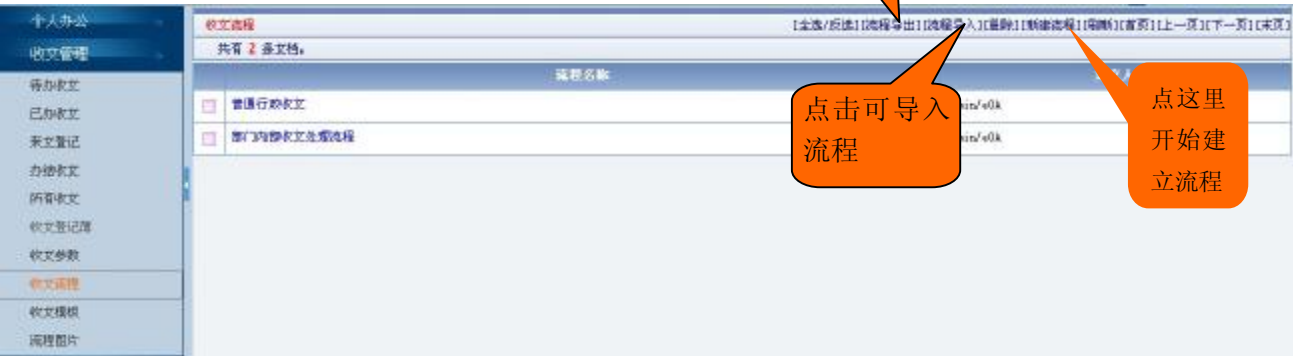 个人办公
收文管理
待办收文
已办收文
来文登记
办结收文
所有收文
收文登记簿
收文参数
收文流程
收文模板
流程图片
收文流程
[全选/反选][流程导出][流程导入][删除][新建流程][刷新][首页][上一页][下一页][末页]
共有 2 条文档。
流程名称
普通行政收文
部门内部收文处理流程
min/e0k
min/e0k
点击可导入
流程
点这里
开始建
立流程